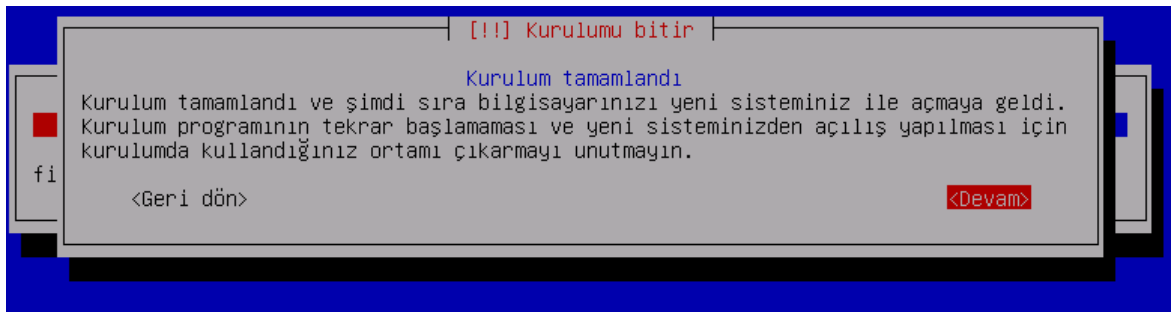 [!!] Kurulumu bitir
Kurulum tamamlandı
Kurulum tamamlandı ve şimdi sıra bilgisayarınızı yeni sisteminiz ile açmaya geldi.
Kurulum programının tekrar başlamaması ve yeni sisteminizden açılış yapılması için
kurulumda kullandığınız ortamı çıkarmayı unutmayın.
fi
<Geri dön> <Devam>